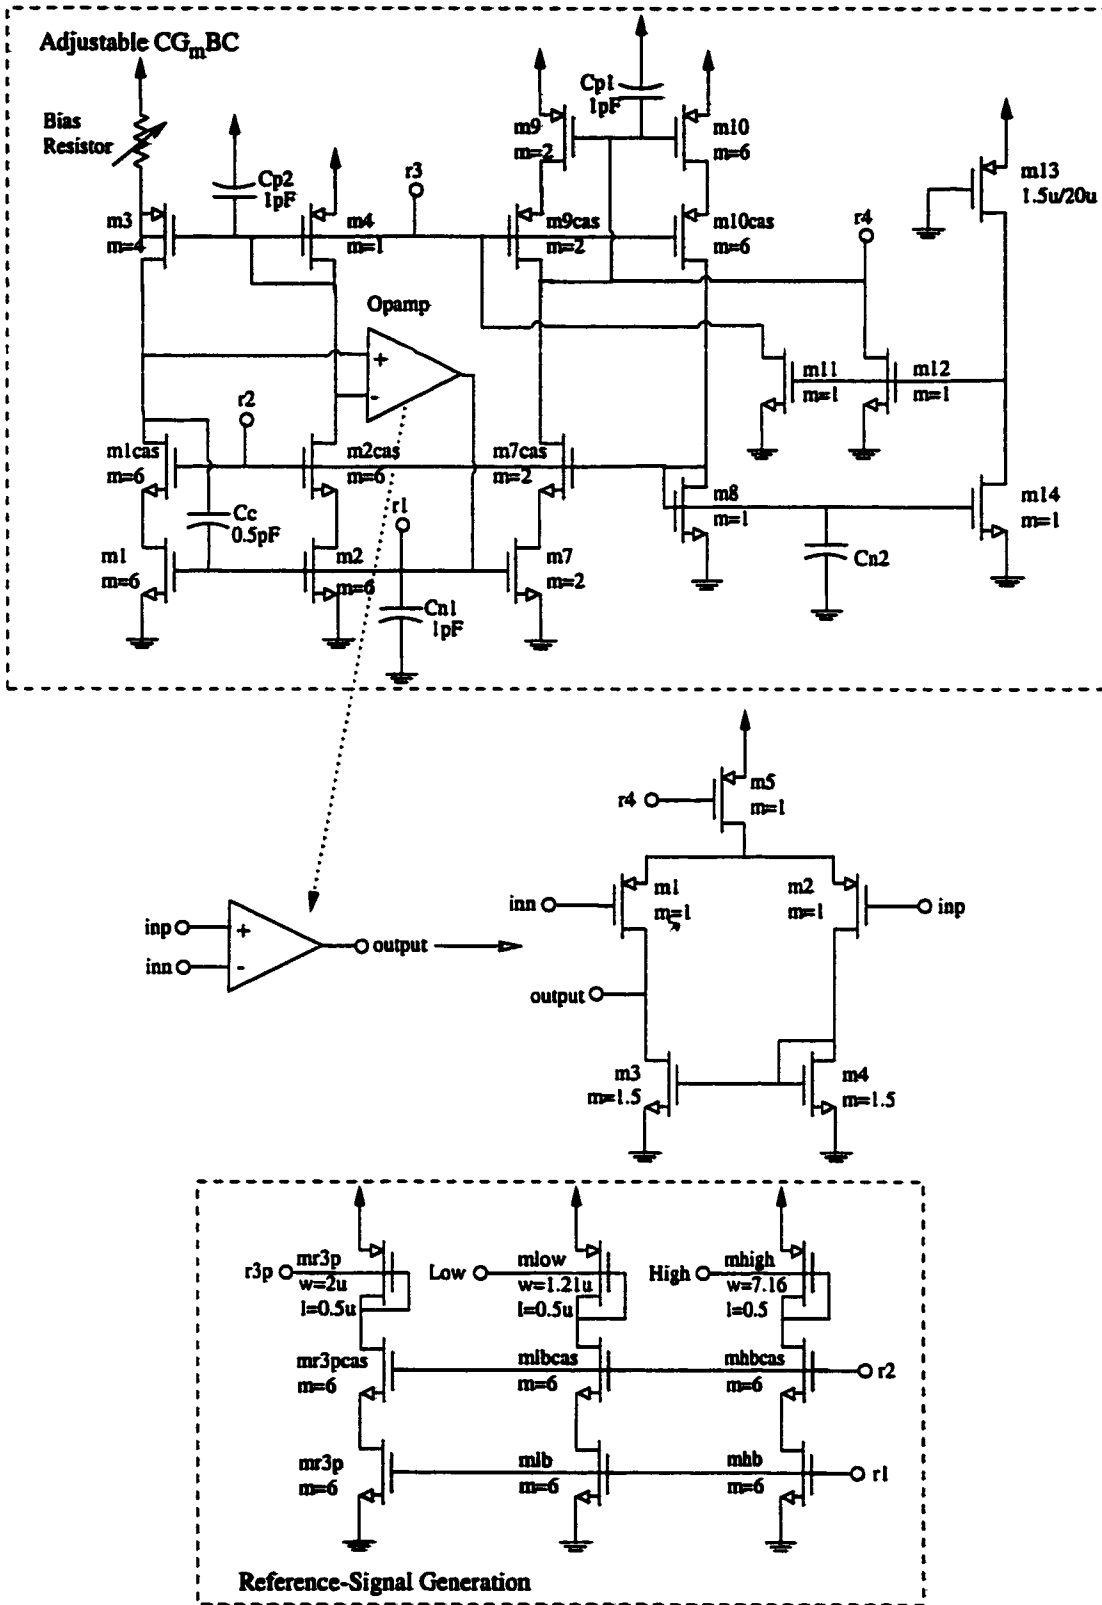 Adjustable CGmBC
Bias
Resistor
Cp2
1pF
m3
m=4
m4
m=1
r3
m9
m=2
Cp1
1pF
m10
m=6
m9cas
m=2
m10cas
m=6
r4
m13
1.5u/20u
Opamp
+
-
m11
m=1
m12
m=1
r2
m1cas
m=6
m2cas
m=6
m7cas
m=2
m8
m=1
m14
m=1
Cc
0.5pF
r1
m1
m=6
m2
m=6
m7
m=2
Cn1
1pF
Cn2
r4
m5
m=1
inn
m1
m=1
m2
m=1
inp
inp
+
inn
-
output
output
m3
m=1.5
m4
m=1.5
r3p
mr3p
w=2u
l=0.5u
Low
mlow
w=1.21u
l=0.5u
High
mhigh
w=7.16
l=0.5
mr3pcas
m=6
mlbcas
m=6
mhbcas
m=6
r2
mr3p
m=6
mlb
m=6
mhb
m=6
r1
Reference-Signal Generation